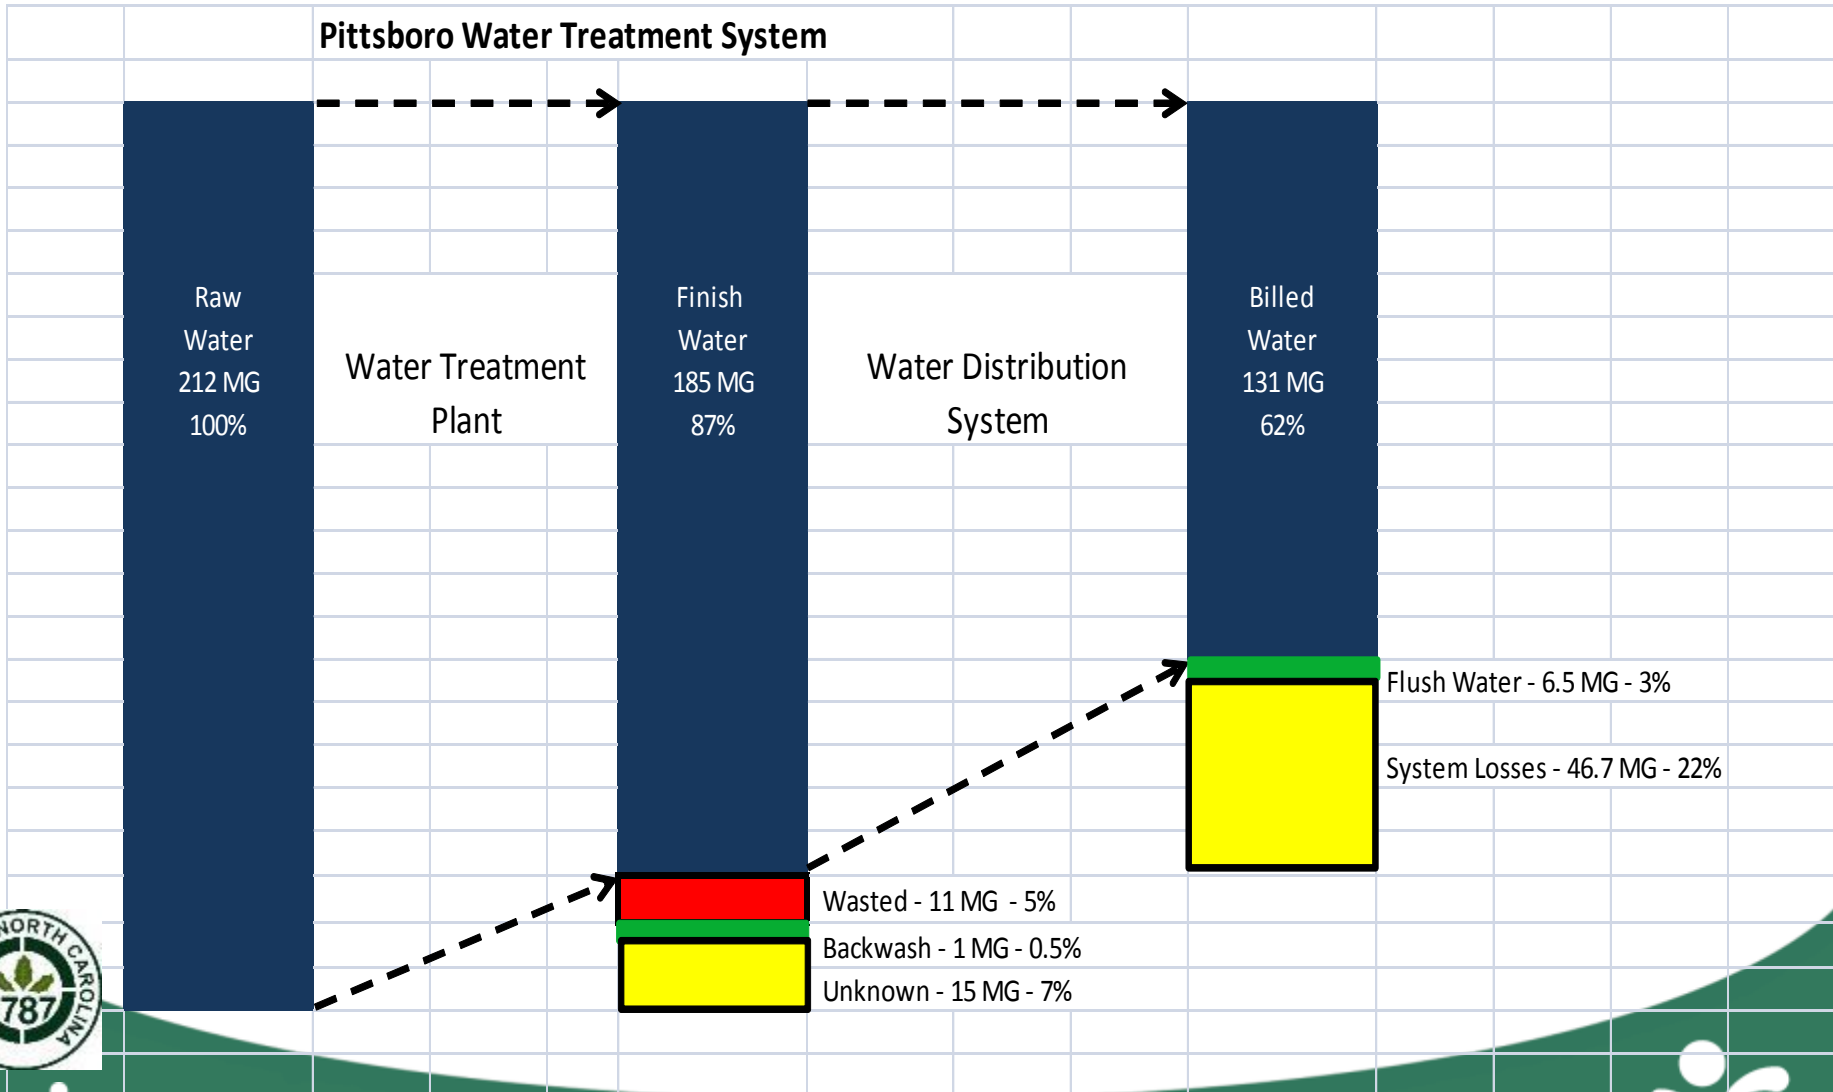 Pittsboro Water Treatment System
Raw
Water
212 MG
100%
Water Treatment
Plant
Finish
Water
185 MG
87%
Water Distribution
System
Billed
Water
131 MG
62%
Flush Water - 6.5 MG - 3%
System Losses - 46.7 MG - 22%
Wasted - 11 MG - 5%
Backwash - 1 MG - 0.5%
Unknown - 15 MG - 7%
NORTH CAROLINA
787